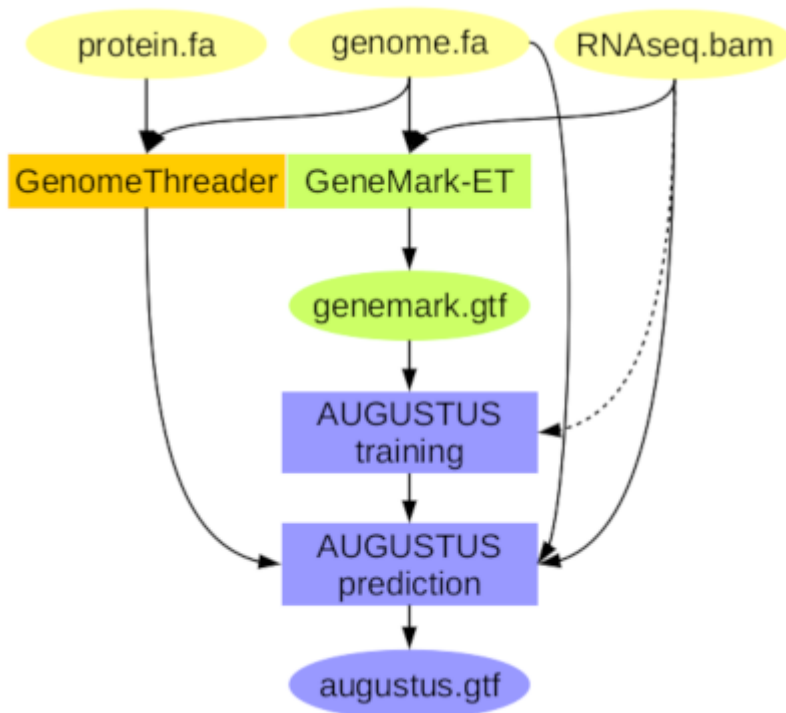 protein.fa
genome.fa
RNAseq.bam
GenomeThreader
GeneMark-ET
genemark.gtf
AUGUSTUS
training
AUGUSTUS
prediction
augustus.gtf